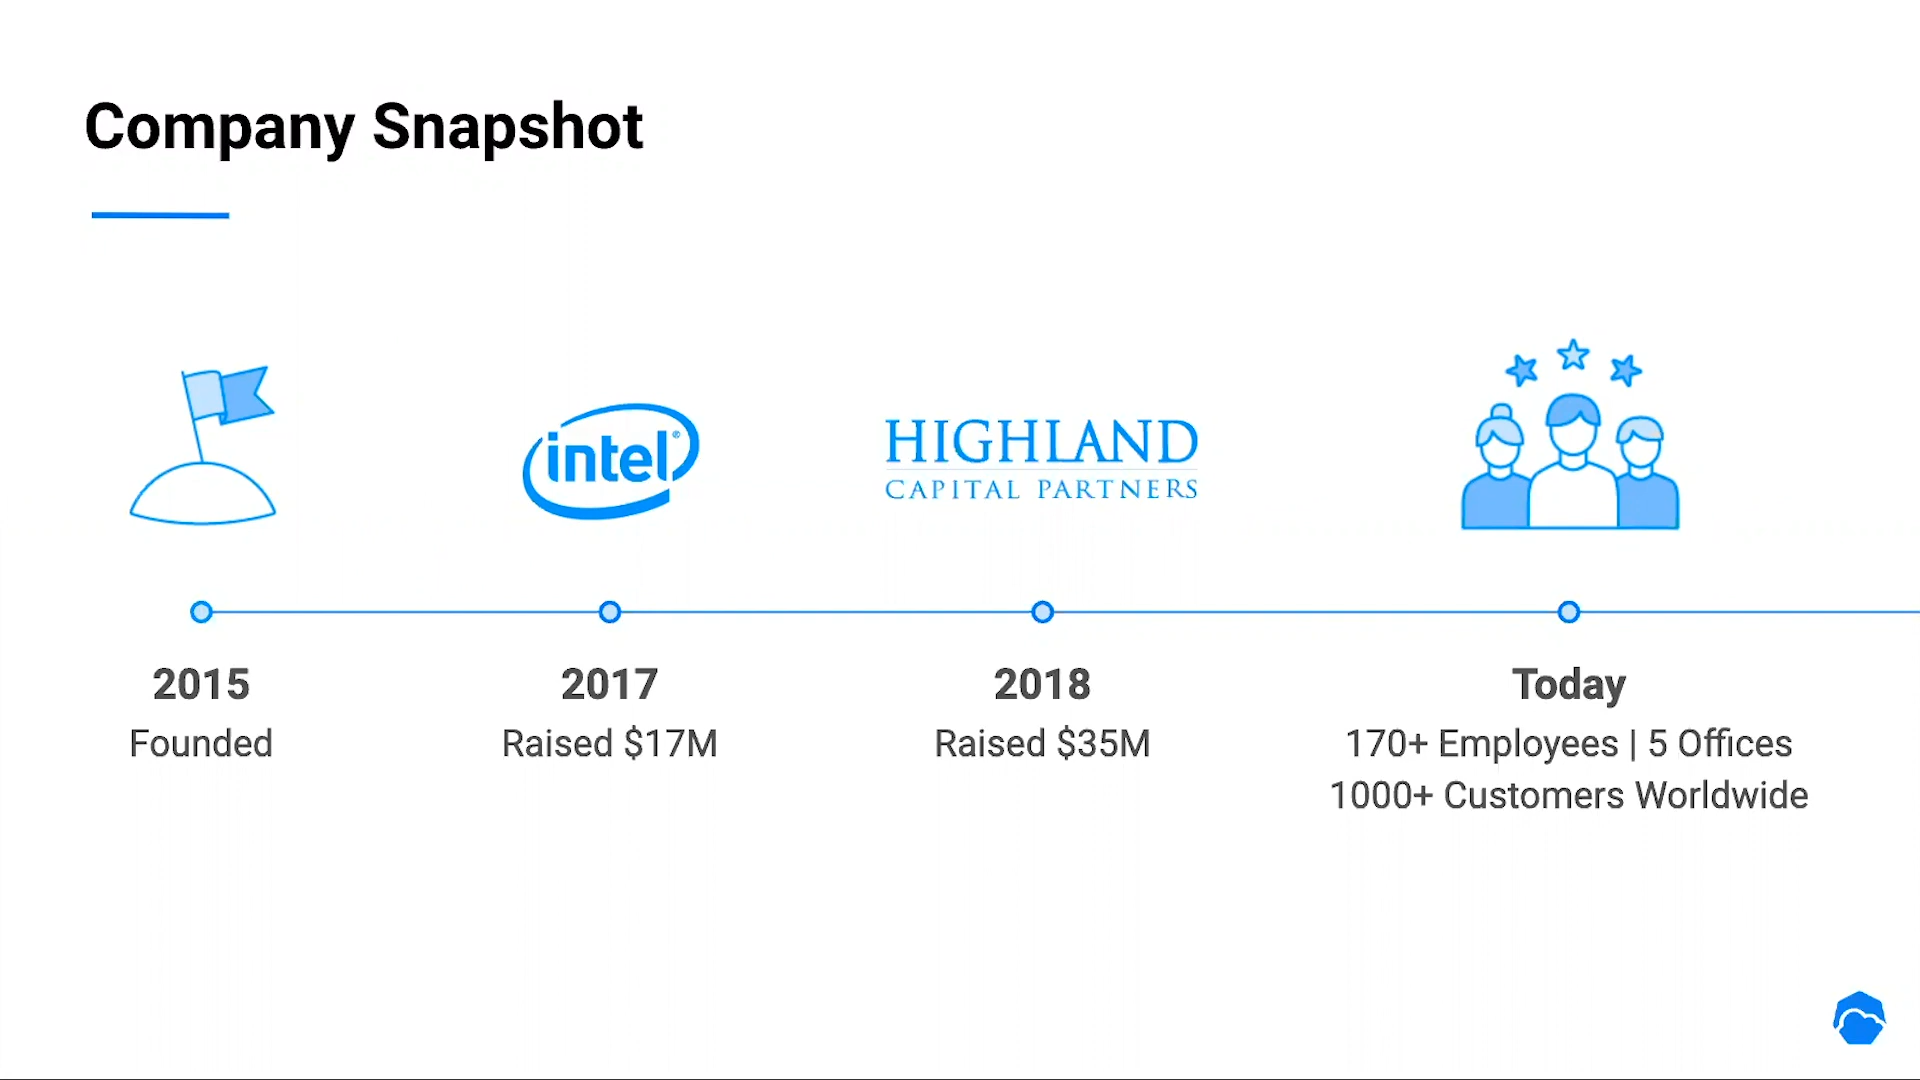 Company Snapshot
intel®
HIGHLAND
CAPITAL PARTNERS
2015
Founded
2017
Raised $17M
2018
Raised $35M
Today
170+ Employees | 5 Offices
1000+ Customers Worldwide